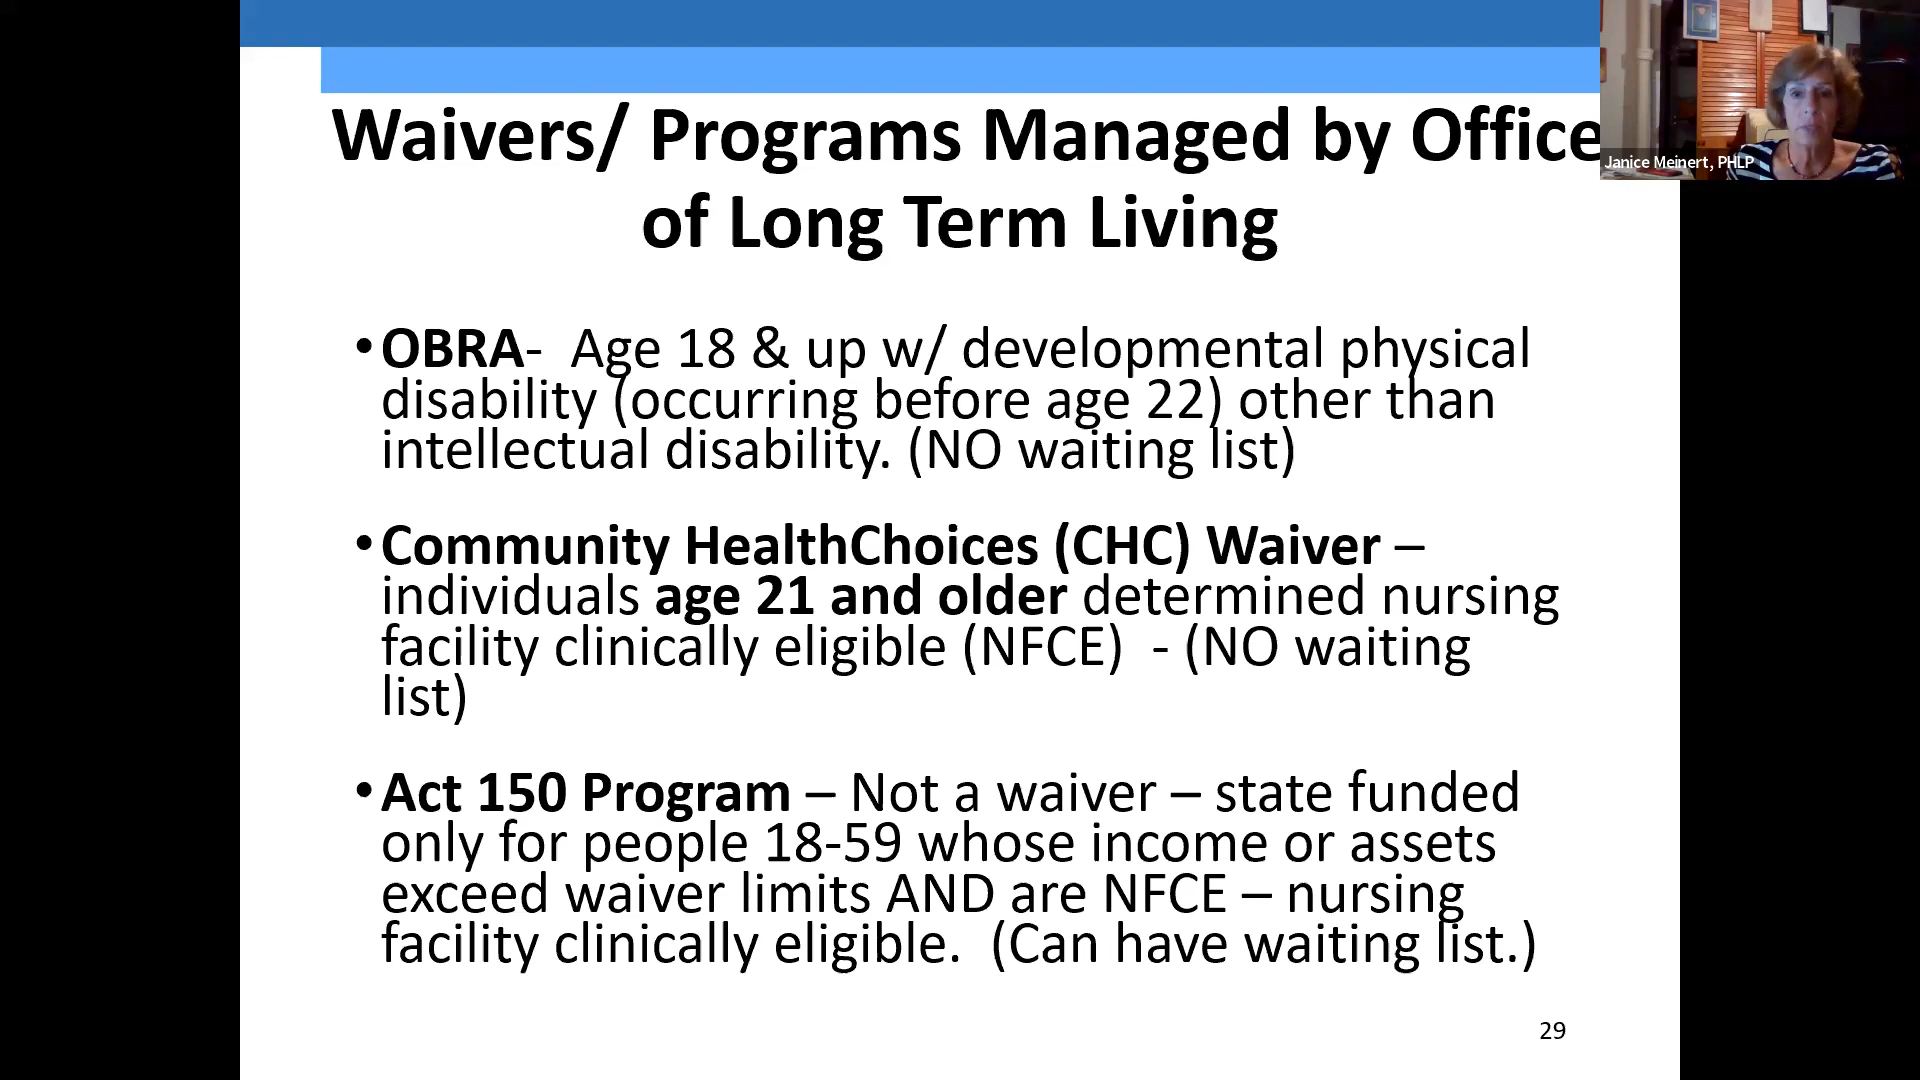 Waivers/ Programs Managed by Office
of Long Term Living
Janice Meinert, PHLP
•OBRA-  Age 18 & up w/ developmental physical
disability (occurring before age 22) other than
intellectual disability. (NO waiting list)
•Community HealthChoices (CHC) Waiver –
individuals age 21 and older determined nursing
facility clinically eligible (NFCE)  - (NO waiting
list)
•Act 150 Program – Not a waiver – state funded
only for people 18-59 whose income or assets
exceed waiver limits AND are NFCE – nursing
facility clinically eligible.  (Can have waiting list.)
29